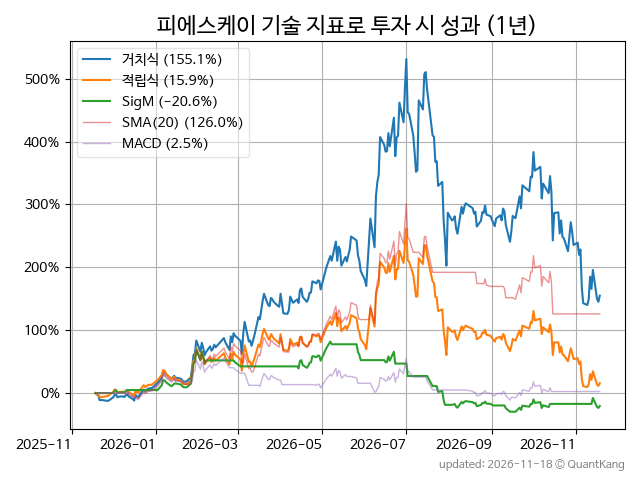 피에스케이 기술 지표로 투자 시 성과 (1년)
거치식 (155.1%)
적립식 (15.9%)
SigM (−20.6%)
SMA(20) (126.0%)
MACD (2.5%)
500%
400%
300%
200%
100%
0%
2025-11 2026-01 2026-03 2026-05 2026-07 2026-09 2026-11
updated: 2026-11-18 © QuantKang